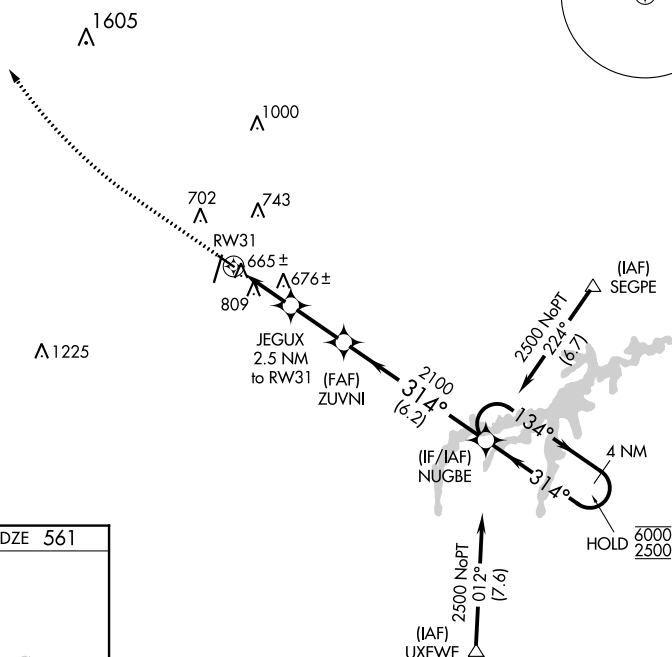 1605
1000
702
743
RW31
665 ±
676 ±
809
(IAF)
SEGPE
2500 NoPT
224°
(6.7)
1225
JEGUX
2.5 NM
to RW31
(FAF)
ZUVNI
2100
314°
(6.2)
134°
(IF/IAF)
NUGBE
4 NM
314°
HOLD
6000
2500
DZE 561
2500 NoPT
012°
(7.6)
(IAF)